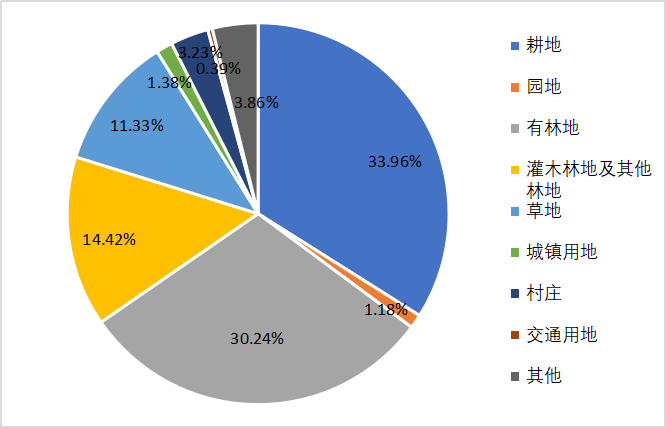 3.23%
0.39%
1.38%
3.86%
11.33%
33.96%
14.42%
1.18%
30.24%
耕地
园地
有林地
灌木林地及其他
林地
草地
城镇用地
村庄
交通用地
其他